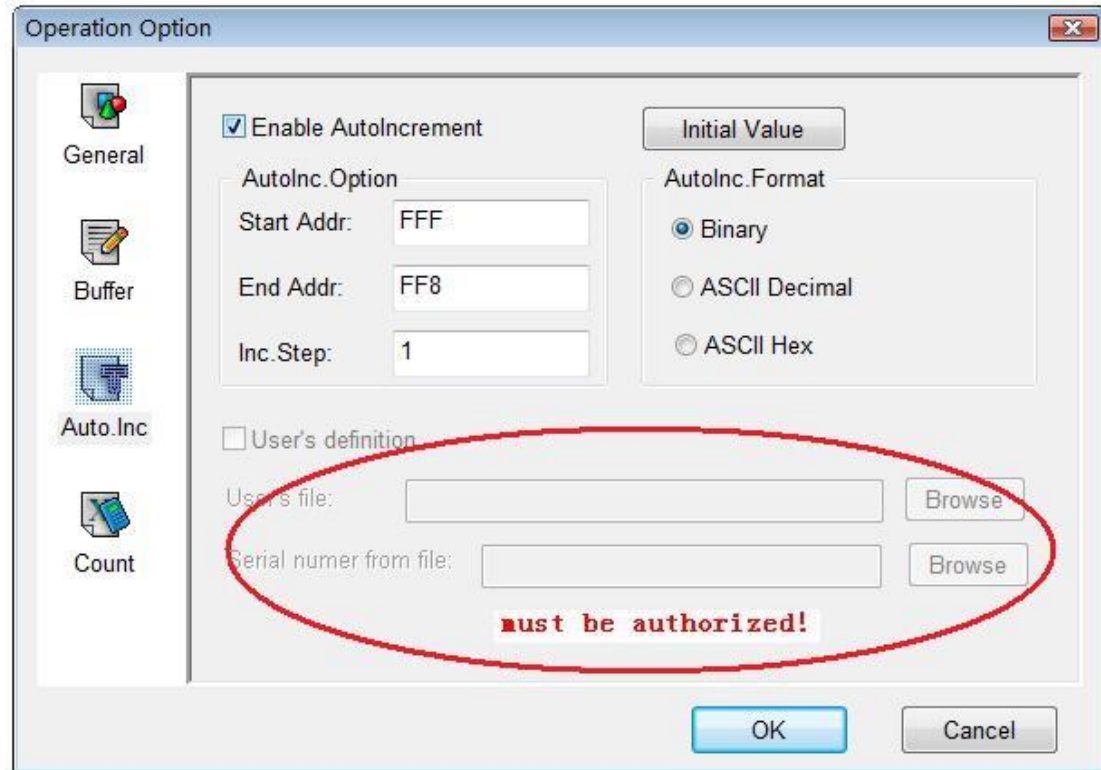 Operation Option
General
Buffer
Auto.Inc
Count
Enable AutoIncrement
Initial Value
AutoInc.Option
Start Addr: FFF
End Addr: FF8
Inc.Step: 1
AutoInc.Format
Binary
ASCII Decimal
ASCII Hex
User's definition
User's file:
Browse
Serial numer from file:
Browse
must be authorized!
OK
Cancel